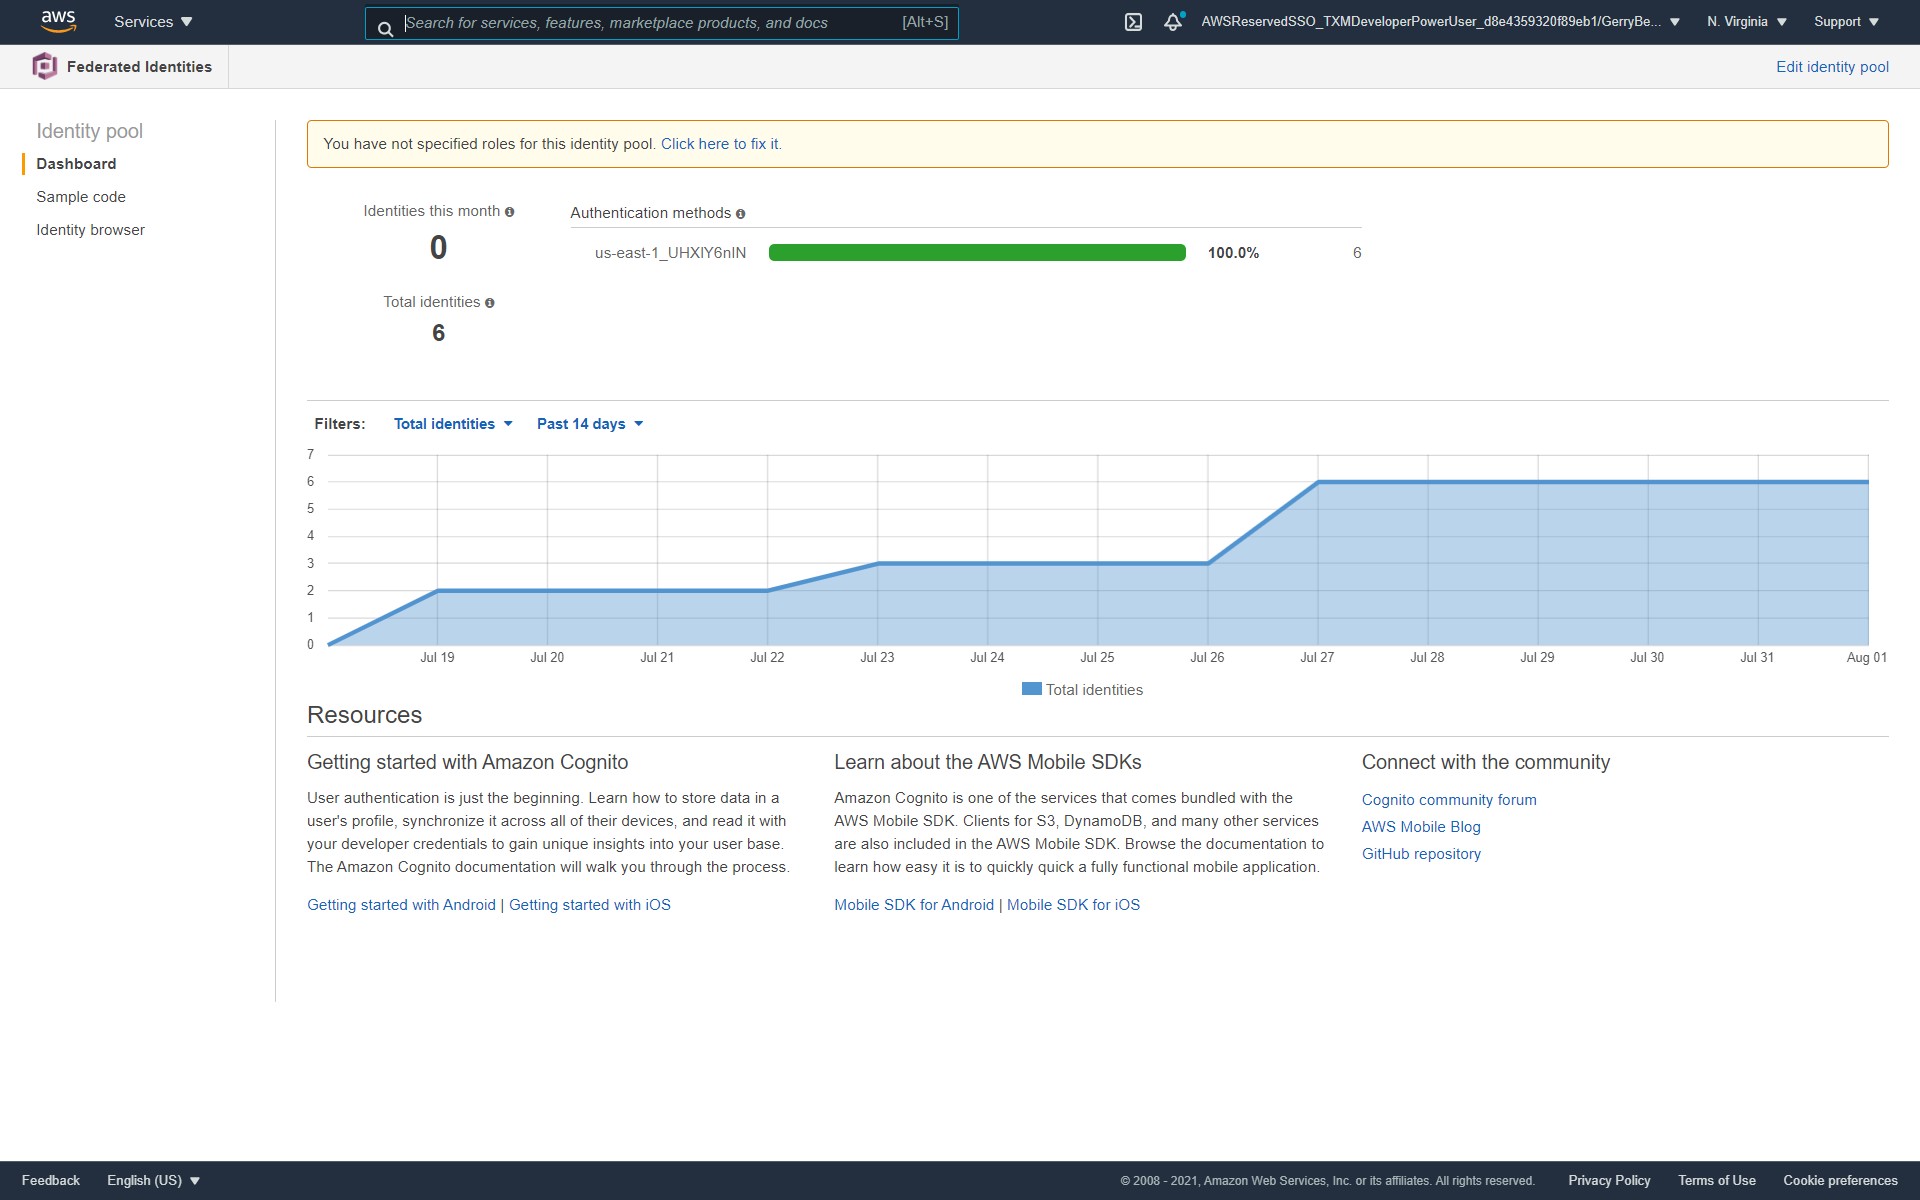 aws Services Search for services, features, marketplace products, and docs [Alt+S] AWSReservedSSO_TXMDeveloperPowerUser_d8e4359320f89eb1/GerryBe... N. Virginia Support
Federated Identities Edit identity pool
Identity pool
Dashboard
Sample code
Identity browser
You have not specified roles for this identity pool. Click here to fix it.
Identities this month
0
Total identities
6
Authentication methods
us-east-1_UHXIY6nIN 100.0% 6
Filters: Total identities Past 14 days
7
6
5
4
3
2
1
0
Jul 19 Jul 20 Jul 21 Jul 22 Jul 23 Jul 24 Jul 25 Jul 26 Jul 27 Jul 28 Jul 29 Jul 30 Jul 31 Aug 01
Total identities
Resources
Getting started with Amazon Cognito
User authentication is just the beginning. Learn how to store data in a
user's profile, synchronize it across all of their devices, and read it with
your developer credentials to gain unique insights into your user base.
The Amazon Cognito documentation will walk you through the process.
Getting started with Android | Getting started with iOS
Learn about the AWS Mobile SDKs
Amazon Cognito is one of the services that comes bundled with the
AWS Mobile SDK. Clients for S3, DynamoDB, and many other services
are also included in the AWS Mobile SDK. Browse the documentation to
learn how easy it is to quickly quick a fully functional mobile application.
Mobile SDK for Android | Mobile SDK for iOS
Connect with the community
Cognito community forum
AWS Mobile Blog
GitHub repository
Feedback English (US) © 2008 - 2021, Amazon Web Services, Inc. or its affiliates. All rights reserved. Privacy Policy Terms of Use Cookie preferences